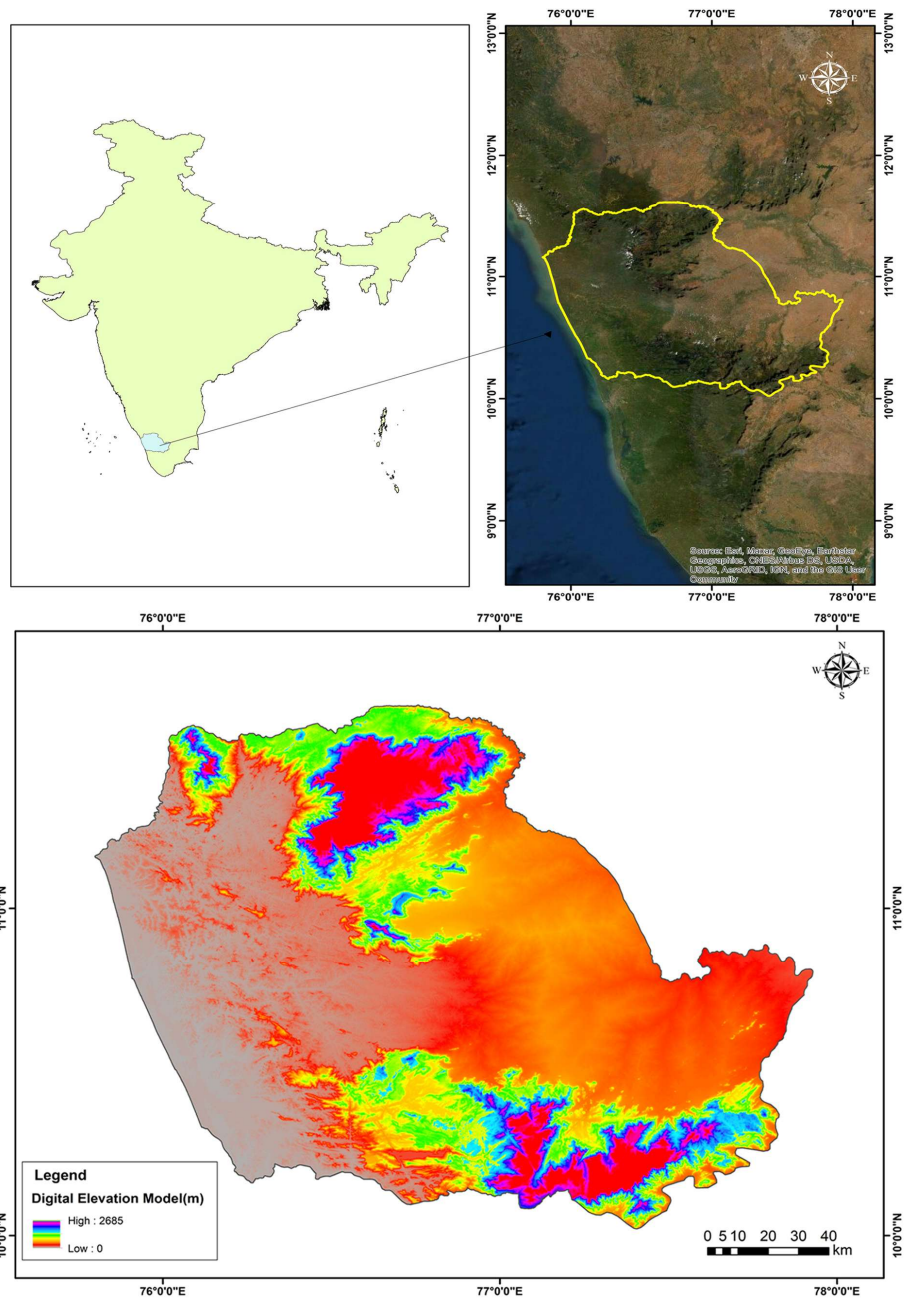 76°0'0"E 77°0'0"E 78°0'0"E
13°0'0"N 13°0'0"N
N
W E
S
12°0'0"N 12°0'0"N
11°0'0"N 11°0'0"N
10°0'0"N 10°0'0"N
9°0'0"N 9°0'0"N
Source: Esri, Maxar, GeoEye, Earthstar
Geographics, CNES/Airbus DS, USDA,
USGS, AeroGRID, IGN, and the GIS User
Community
76°0'0"E 77°0'0"E 78°0'0"E
76°0'0"E 77°0'0"E 78°0'0"E
N
W E
S
11°0'0"N 11°0'0"N
Legend
Digital Elevation Model(m)
High : 2685
Low : 0
10°0'0"N 10°0'0"N
0 5 10 20 30 40
km
76°0'0"E 77°0'0"E 78°0'0"E